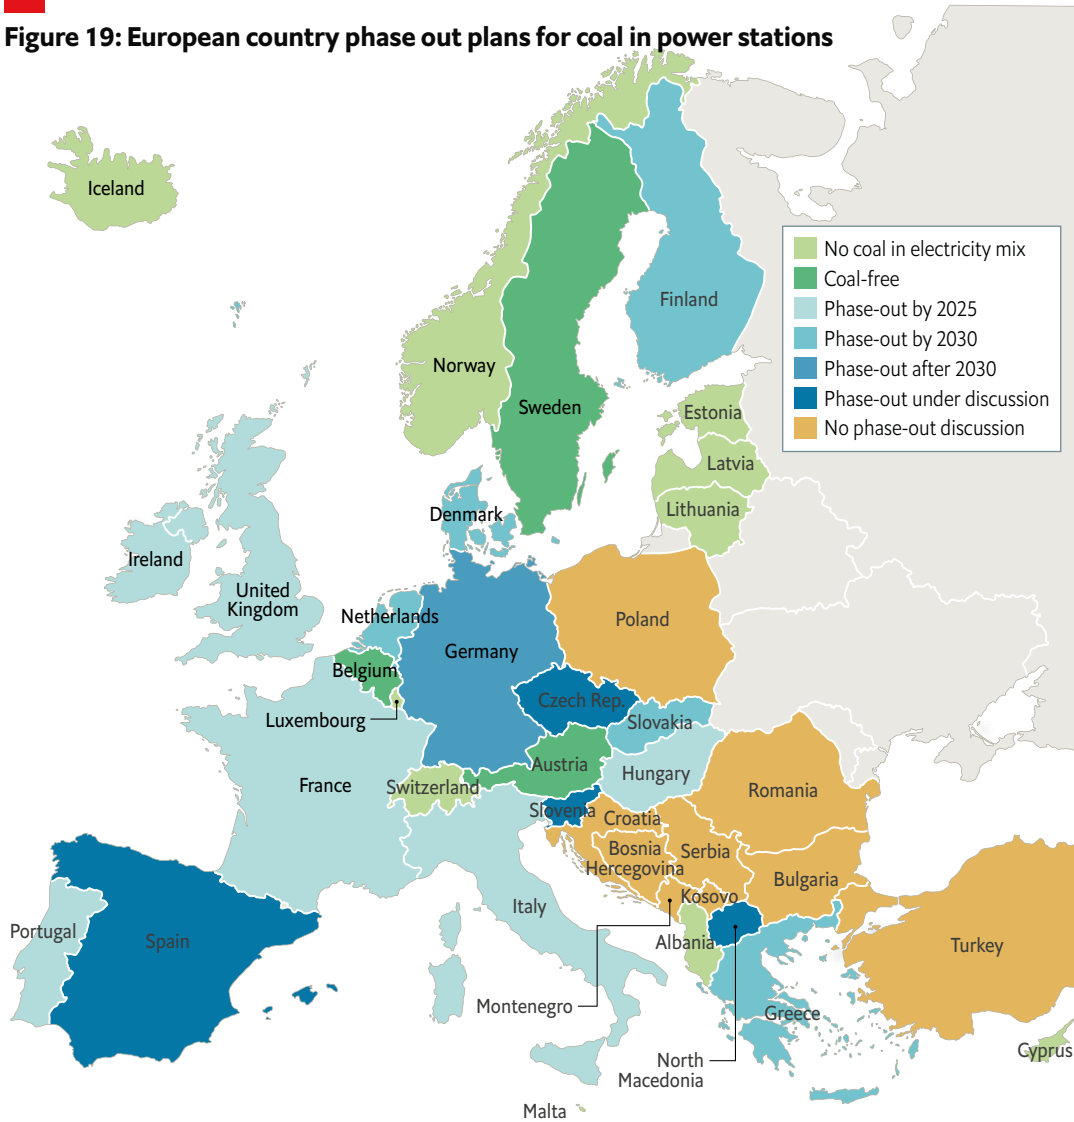 Figure 19: European country phase out plans for coal in power stations
Iceland
No coal in electricity mix
Coal-free
Phase-out by 2025
Phase-out by 2030
Phase-out after 2030
Phase-out under discussion
No phase-out discussion
Finland
Norway
Sweden
Estonia
Latvia
Lithuania
Denmark
Ireland
United
Kingdom
Netherlands
Poland
Germany
Belgium
Czech Rep.
Luxembourg
Slovakia
Austria
Hungary
France
Switzerland
Romania
Slovenia
Croatia
Bosnia
Hercegovina
Serbia
Bulgaria
Kosovo
Italy
Portugal
Spain
Albania
Turkey
Montenegro
Greece
North
Macedonia
Cyprus
Malta